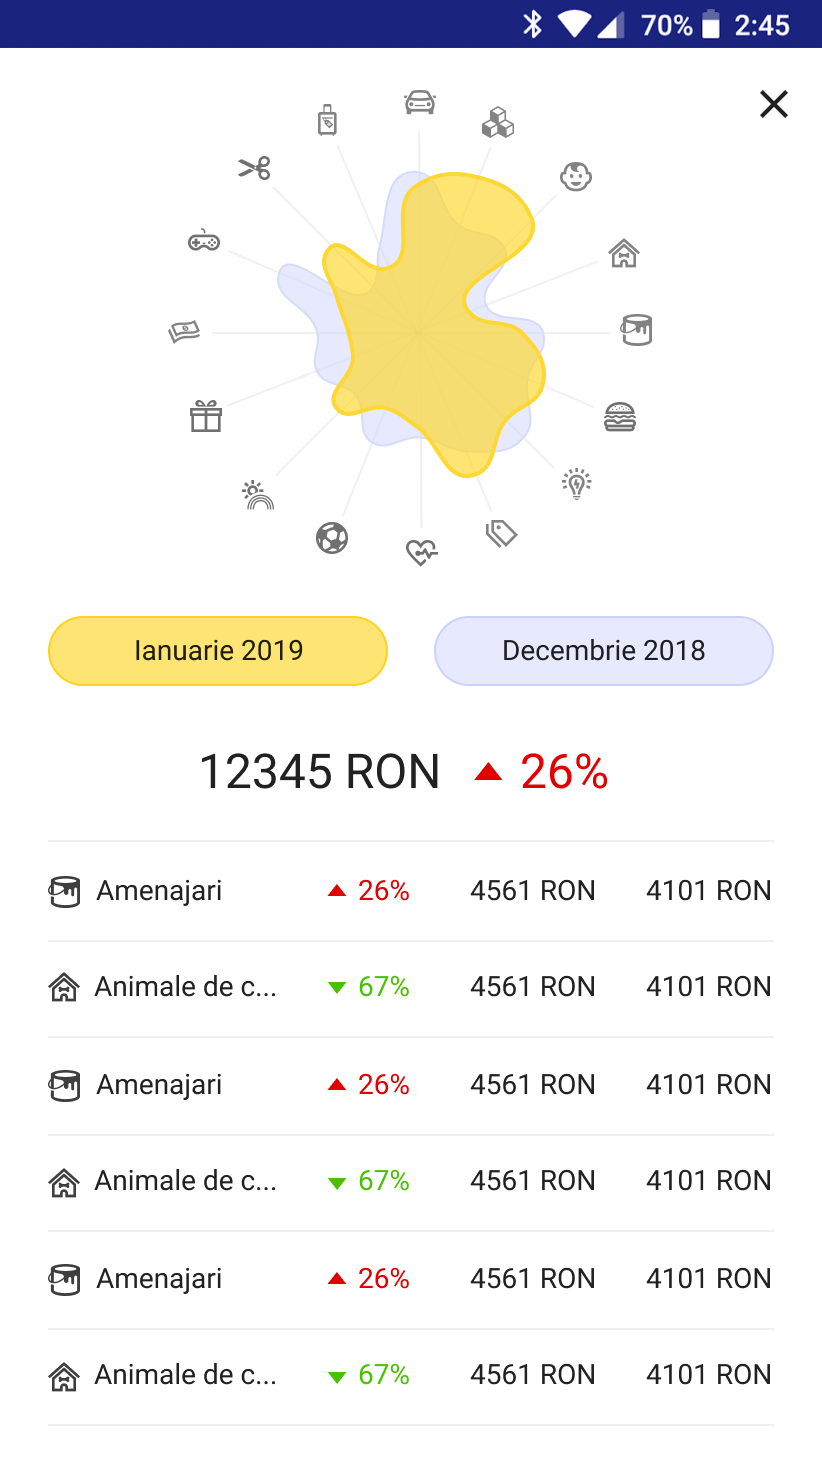 70% 2:45
Ianuarie 2019 Decembrie 2018
12345 RON 26%
Amenajari 26% 4561 RON 4101 RON
Animale de c... 67% 4561 RON 4101 RON
Amenajari 26% 4561 RON 4101 RON
Animale de c... 67% 4561 RON 4101 RON
Amenajari 26% 4561 RON 4101 RON
Animale de c... 67% 4561 RON 4101 RON